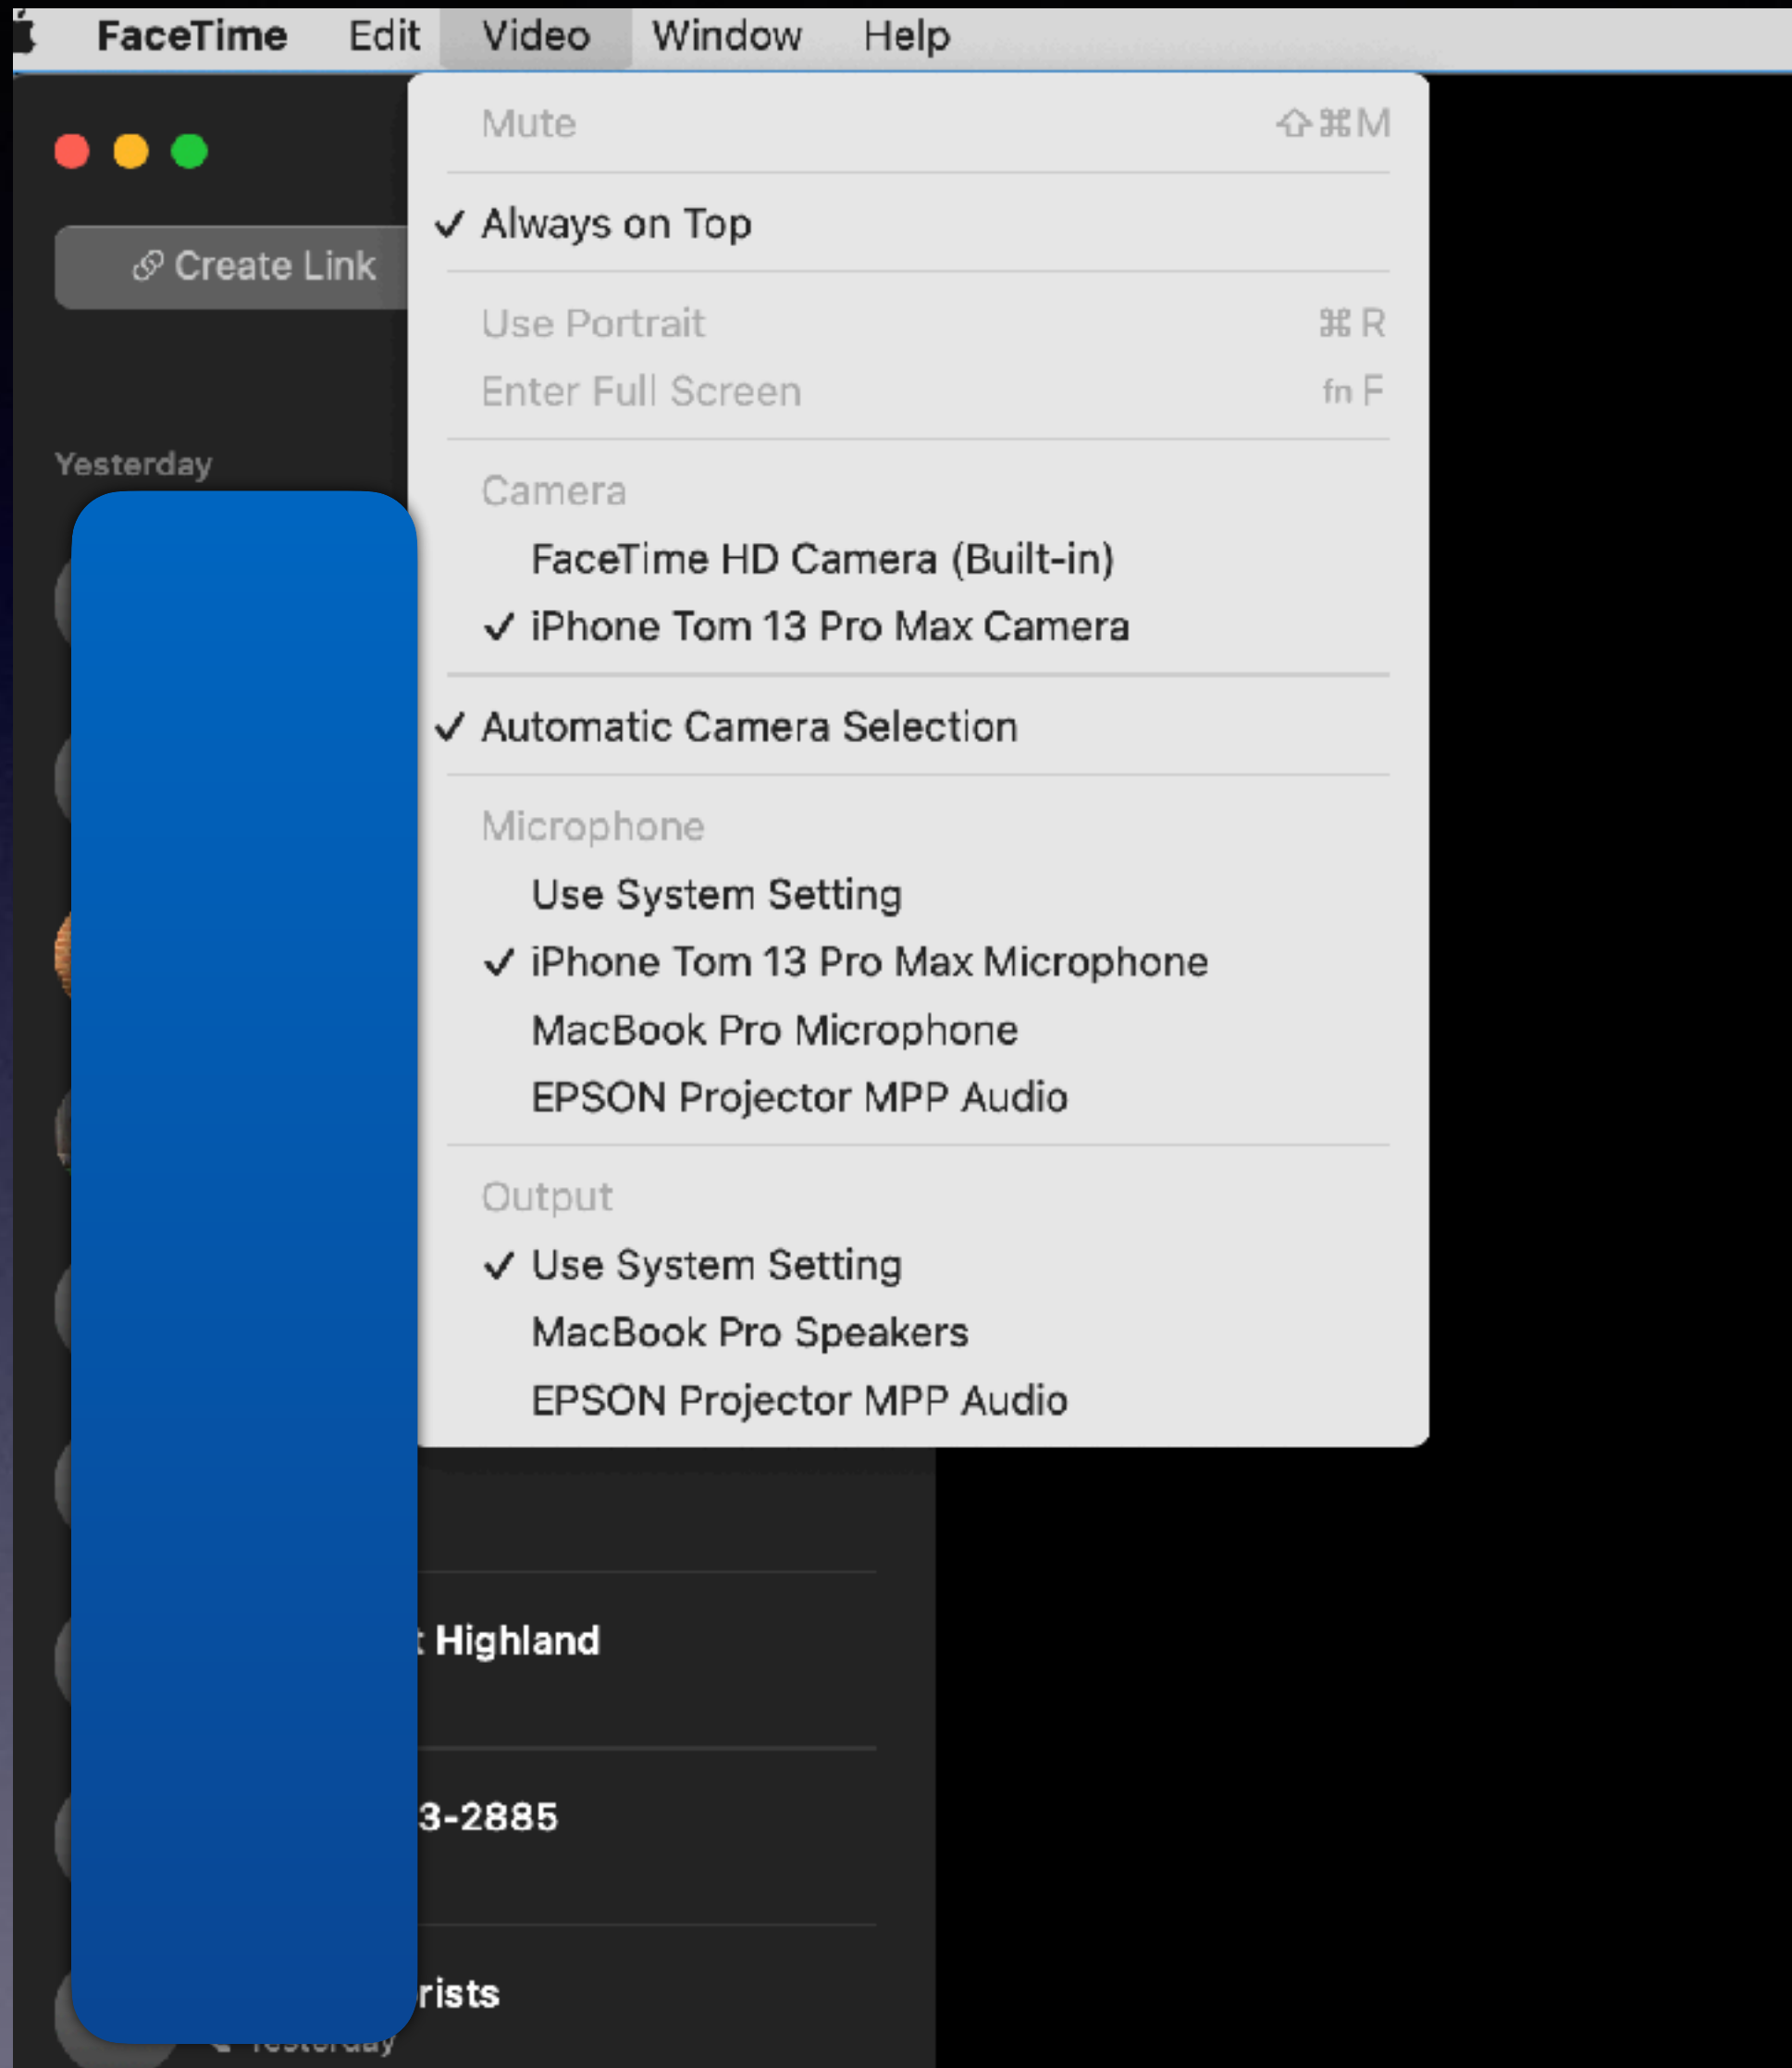 FaceTime Edit Video Window Help
Mute ⇧⌘M
✓ Always on Top
Create Link
Use Portrait ⌘R
Enter Full Screen fn F
Yesterday
Camera
FaceTime HD Camera (Built-in)
✓ iPhone Tom 13 Pro Max Camera
✓ Automatic Camera Selection
Microphone
Use System Setting
✓ iPhone Tom 13 Pro Max Microphone
MacBook Pro Microphone
EPSON Projector MPP Audio
Output
✓ Use System Setting
MacBook Pro Speakers
EPSON Projector MPP Audio
Highland
3-2885
rists
Yesterday